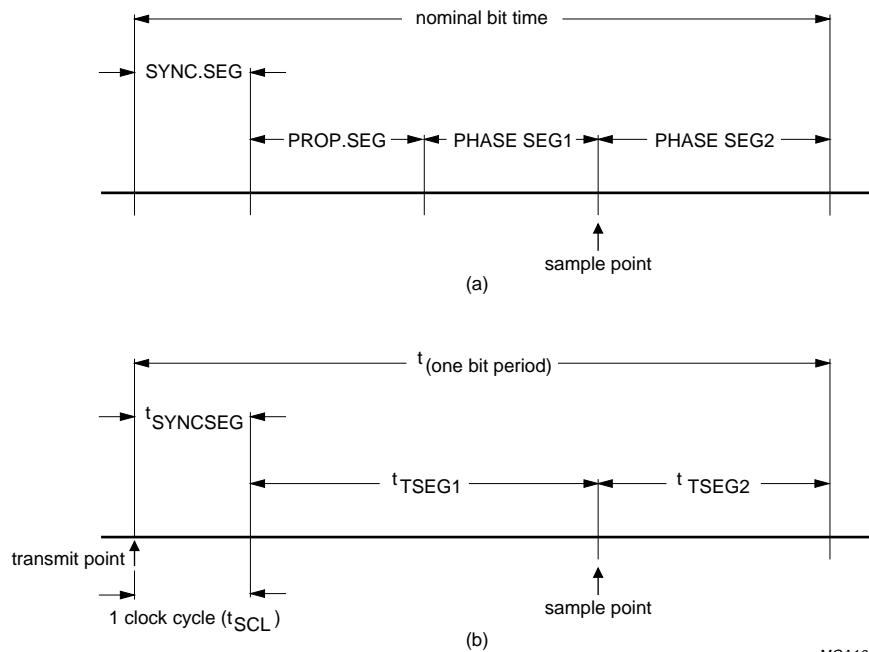 nominal bit time
SYNC.SEG
PROP.SEG PHASE SEG1 PHASE SEG2
sample point
(a)
t(one bit period)
tSYNCSEG
tTSEG1 tTSEG2
transmit point
1 clock cycle (tSCL)
sample point
(b)